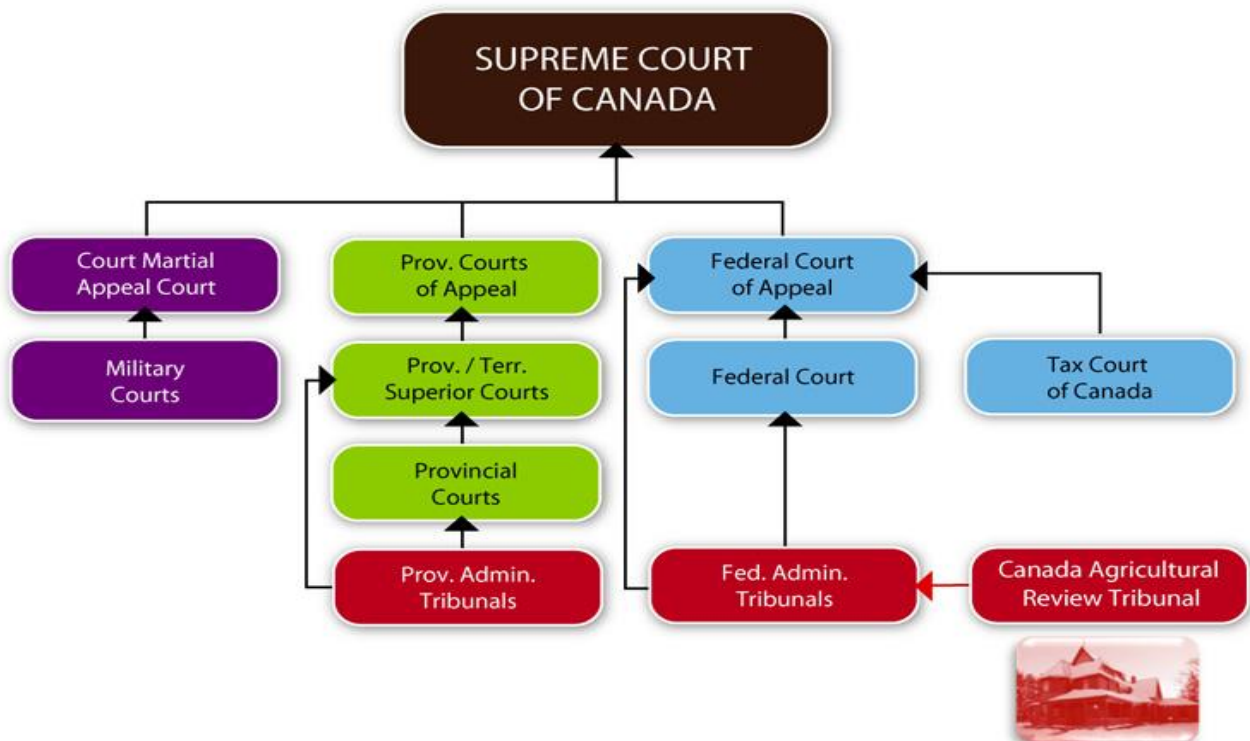 SUPREME COURT
OF CANADA
Court Martial
Appeal Court
Prov. Courts
of Appeal
Federal Court
of Appeal
Military
Courts
Prov. / Terr.
Superior Courts
Federal Court
Tax Court
of Canada
Provincial
Courts
Prov. Admin.
Tribunals
Fed. Admin.
Tribunals
Canada Agricultural
Review Tribunal